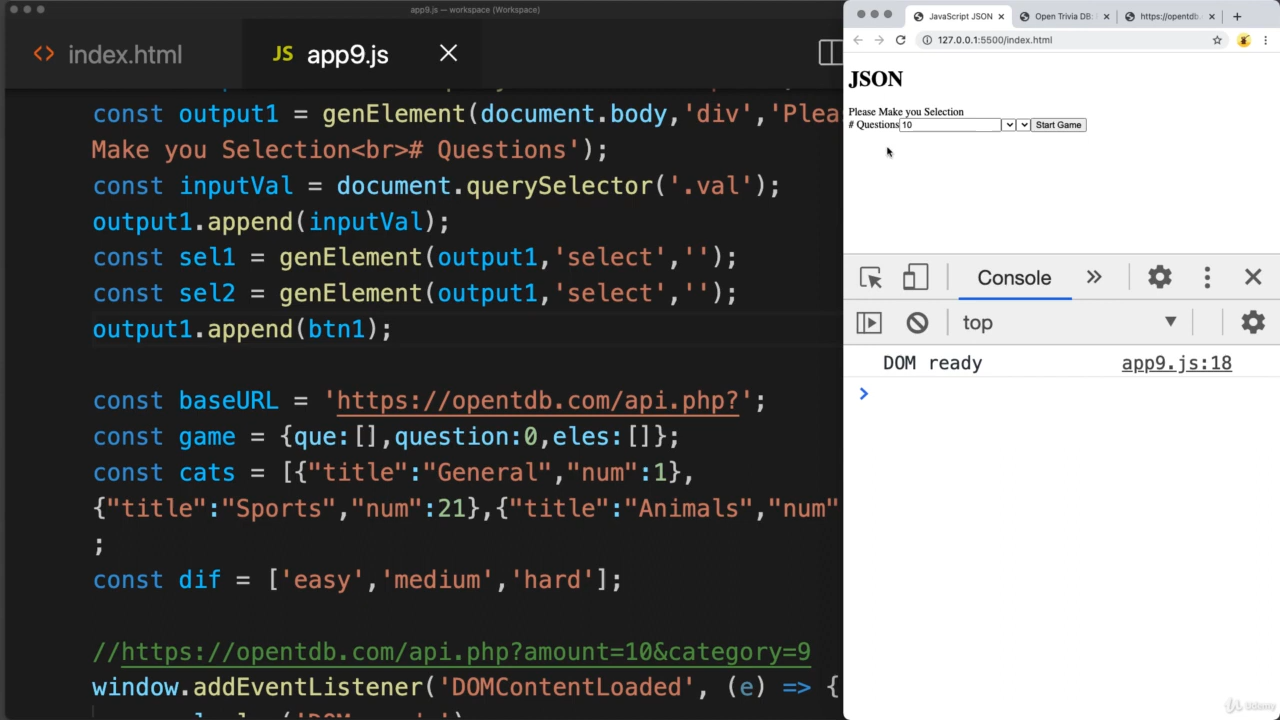 app9.js — workspace (Workspace)
index.html
JS app9.js
const output1 = genElement(document.body,'div','Plea
Make you Selection<br># Questions');
const inputVal = document.querySelector('.val');
output1.append(inputVal);
const sel1 = genElement(output1,'select','');
const sel2 = genElement(output1,'select','');
output1.append(btn1);
const baseURL = 'https://opentdb.com/api.php?';
const game = {que:[],question:0,eles:[]};
const cats = [{"title":"General","num":1},
{"title":"Sports","num":21},{"title":"Animals","num"
;
const dif = ['easy','medium','hard'];
//https://opentdb.com/api.php?amount=10&category=9
window.addEventListener('DOMContentLoaded', (e) => {
JavaScript JSON
Open Trivia DB:
https://opentdb.
127.0.0.1:5500/index.html
JSON
Please Make you Selection
# Questions 10 Start Game
Console
top
DOM ready app9.js:18
Udemy